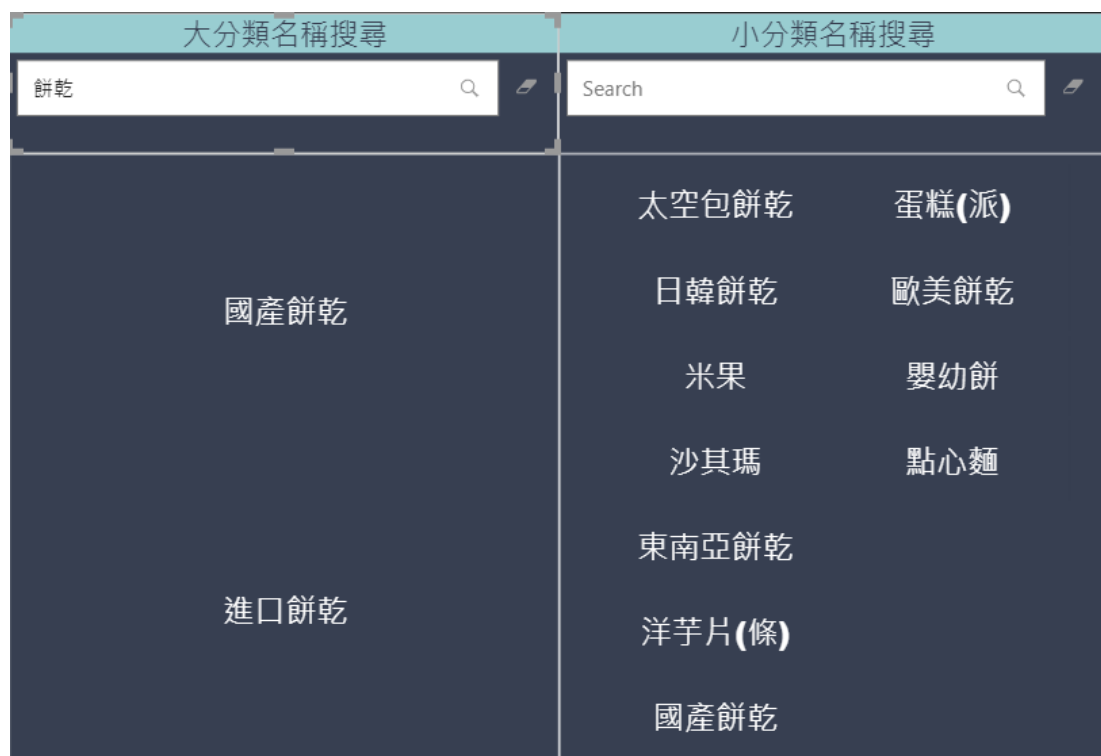 大分類名稱搜尋
餅乾
國產餅乾
進口餅乾
小分類名稱搜尋
Search
太空包餅乾 蛋糕(派)
日韓餅乾 歐美餅乾
米果 嬰幼餅
沙其瑪 點心麵
東南亞餅乾
洋芋片(條)
國產餅乾